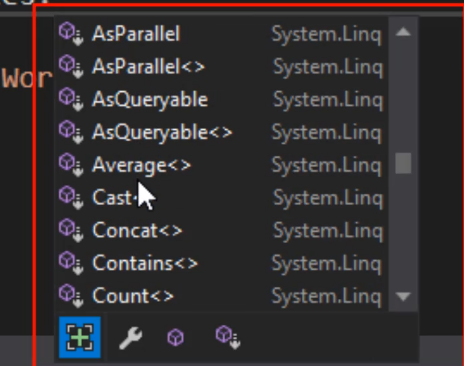 Wor
AsParallel System.Linq
AsParallel<> System.Linq
AsQueryable System.Linq
AsQueryable<> System.Linq
Average<> System.Linq
Cast System.Linq
Concat<> System.Linq
Contains<> System.Linq
Count<> System.Linq